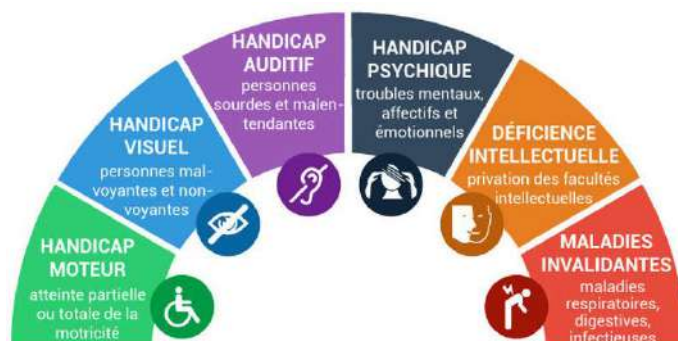 HANDICAP
MOTEUR
atteinte partielle
ou totale de la
motricité
HANDICAP
VISUEL
personnes mal-
voyantes et non-
voyantes
HANDICAP
AUDITIF
personnes
sourdes et malen-
tendantes
HANDICAP
PSYCHIQUE
troubles mentaux,
affectifs et
émotionnels
DÉFICIENCE
INTELLECTUELLE
privation des facultés
intellectuelles
MALADIES
INVALIDANTES
maladies
respiratoires,
digestives,
infectieuses